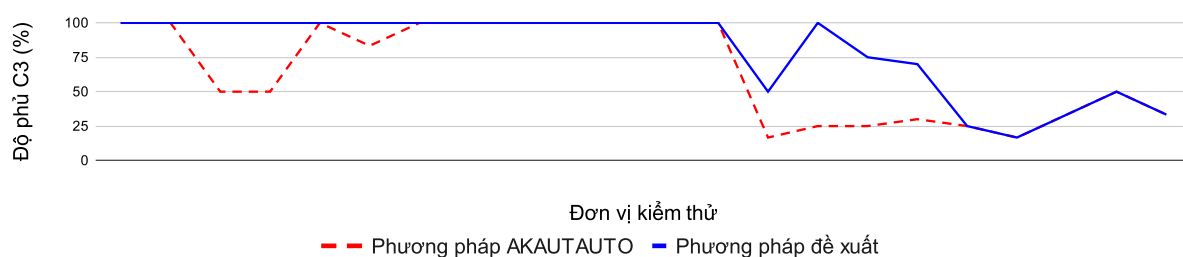 Độ phủ C3 (%)
100
75
50
25
0
Đơn vị kiểm thử
Phương pháp AKAUTAUTO Phương pháp đề xuất